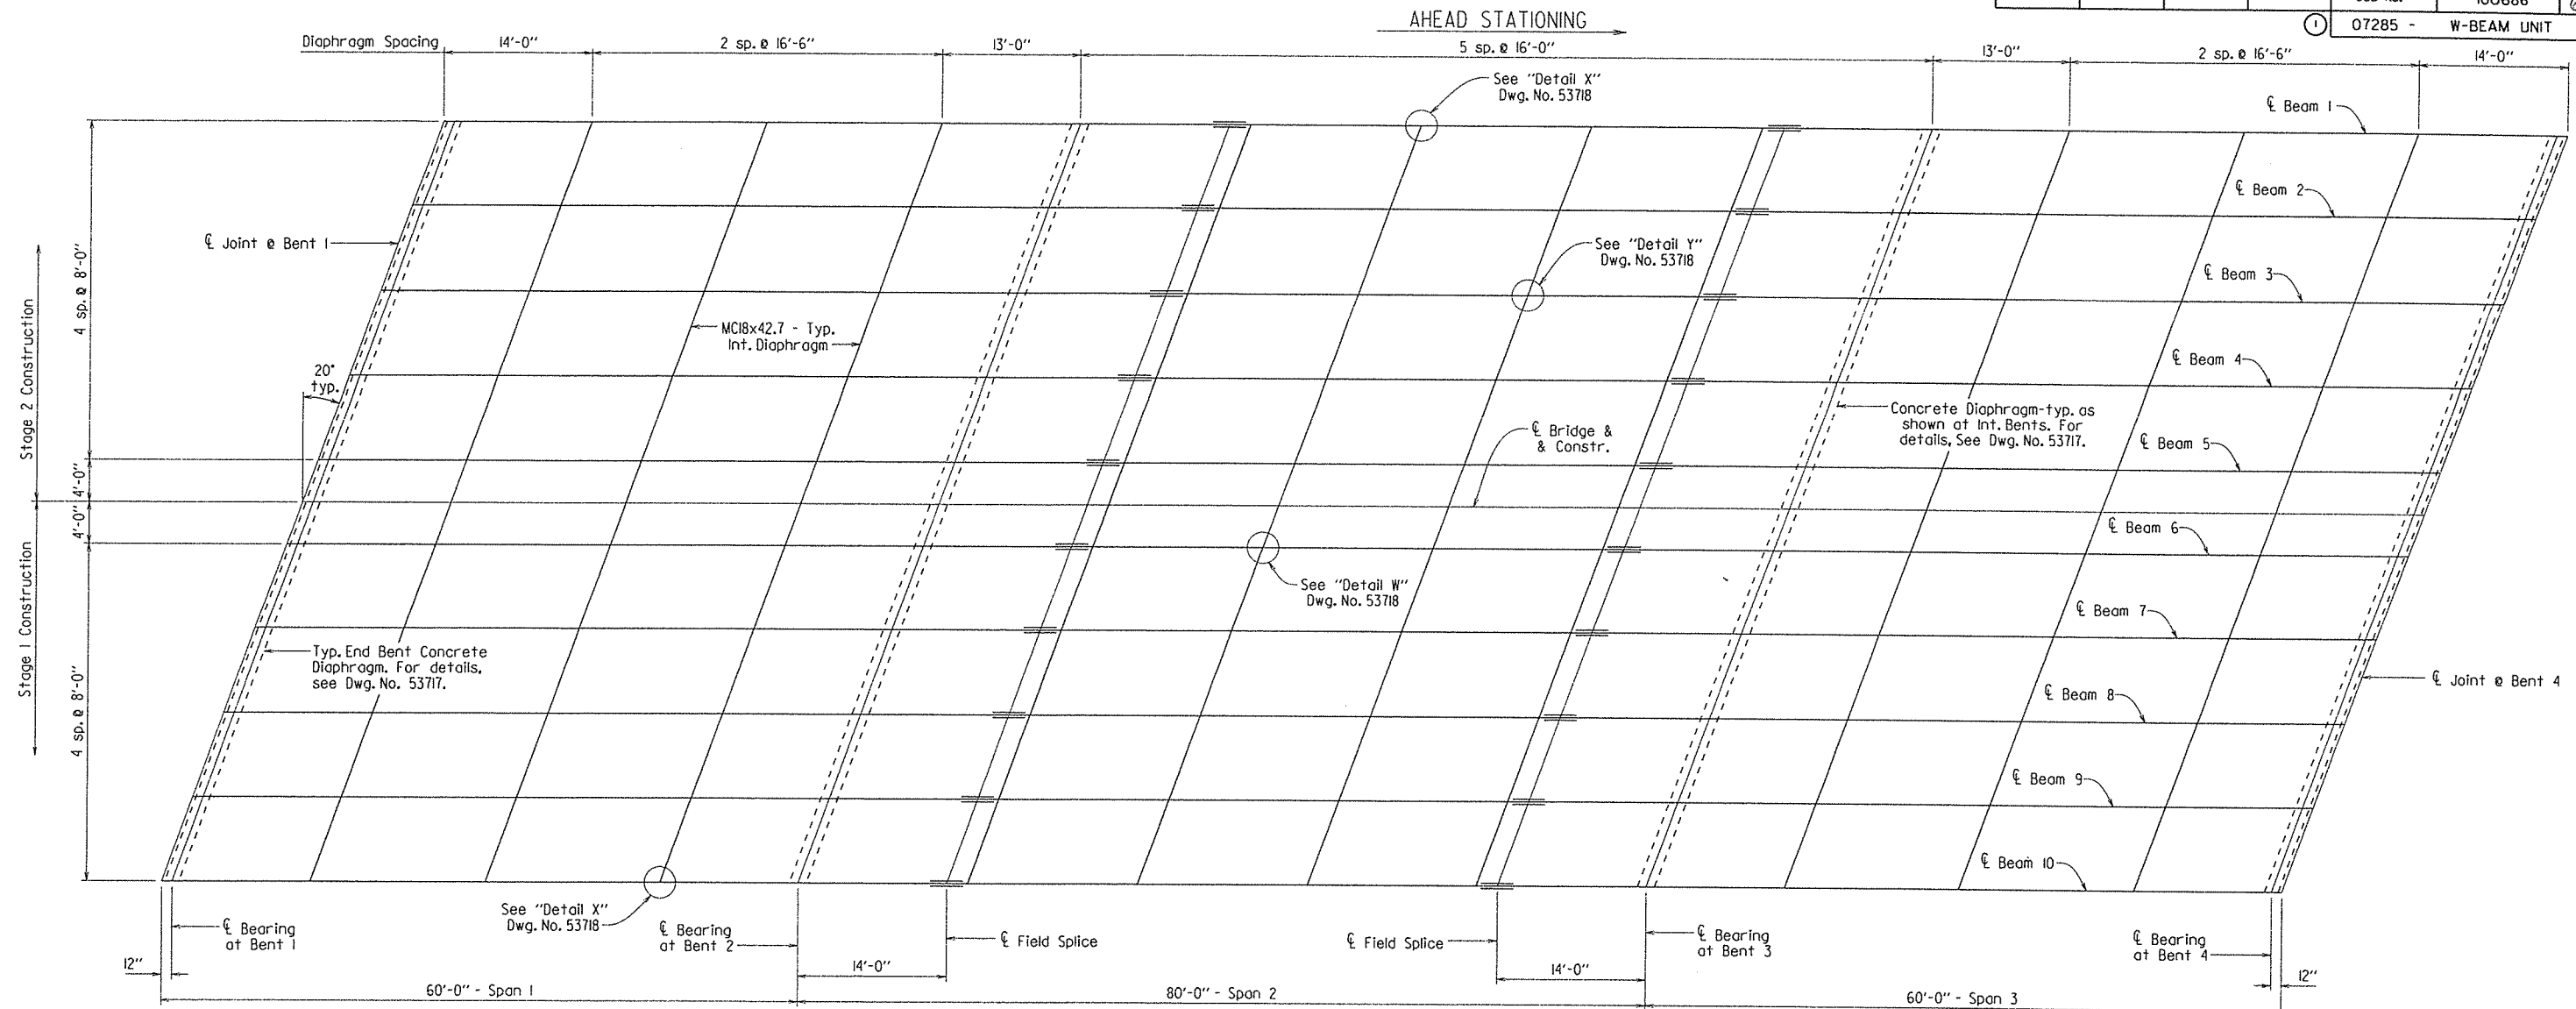 100686
07285 - W-BEAM UNIT
AHEAD STATIONING
Diaphragm Spacing
14'-0"
2 sp. @ 16'-6"
13'-0"
5 sp. @ 16'-0"
13'-0"
2 sp. @ 16'-6"
14'-0"
See "Detail X"
Dwg. No. 53718
℄ Beam 1
℄ Beam 2
℄ Joint @ Bent 1
See "Detail Y"
Dwg. No. 53718
℄ Beam 3
4 sp. @ 8'-0"
Stage 2 Construction
MC18x42.7 - Typ.
Int. Diaphragm
℄ Beam 4
20°
typ.
Concrete Diaphragm-typ. as
shown at Int. Bents. For
details, See Dwg. No. 53717.
℄ Bridge &
& Constr.
℄ Beam 5
4'-0"
4'-0"
℄ Beam 6
See "Detail W"
Dwg. No. 53718
Stage 1 Construction
℄ Beam 7
Typ. End Bent Concrete
Diaphragm. For details,
see Dwg. No. 53717.
4 sp. @ 8'-0"
℄ Beam 8
℄ Joint @ Bent 4
℄ Beam 9
℄ Beam 10
See "Detail X"
Dwg. No. 53718
℄ Bearing
at Bent 1
℄ Bearing
at Bent 2
℄ Field Splice
℄ Field Splice
℄ Bearing
at Bent 3
℄ Bearing
at Bent 4
12"
14'-0"
14'-0"
12"
60'-0" - Span 1
80'-0" - Span 2
60'-0" - Span 3